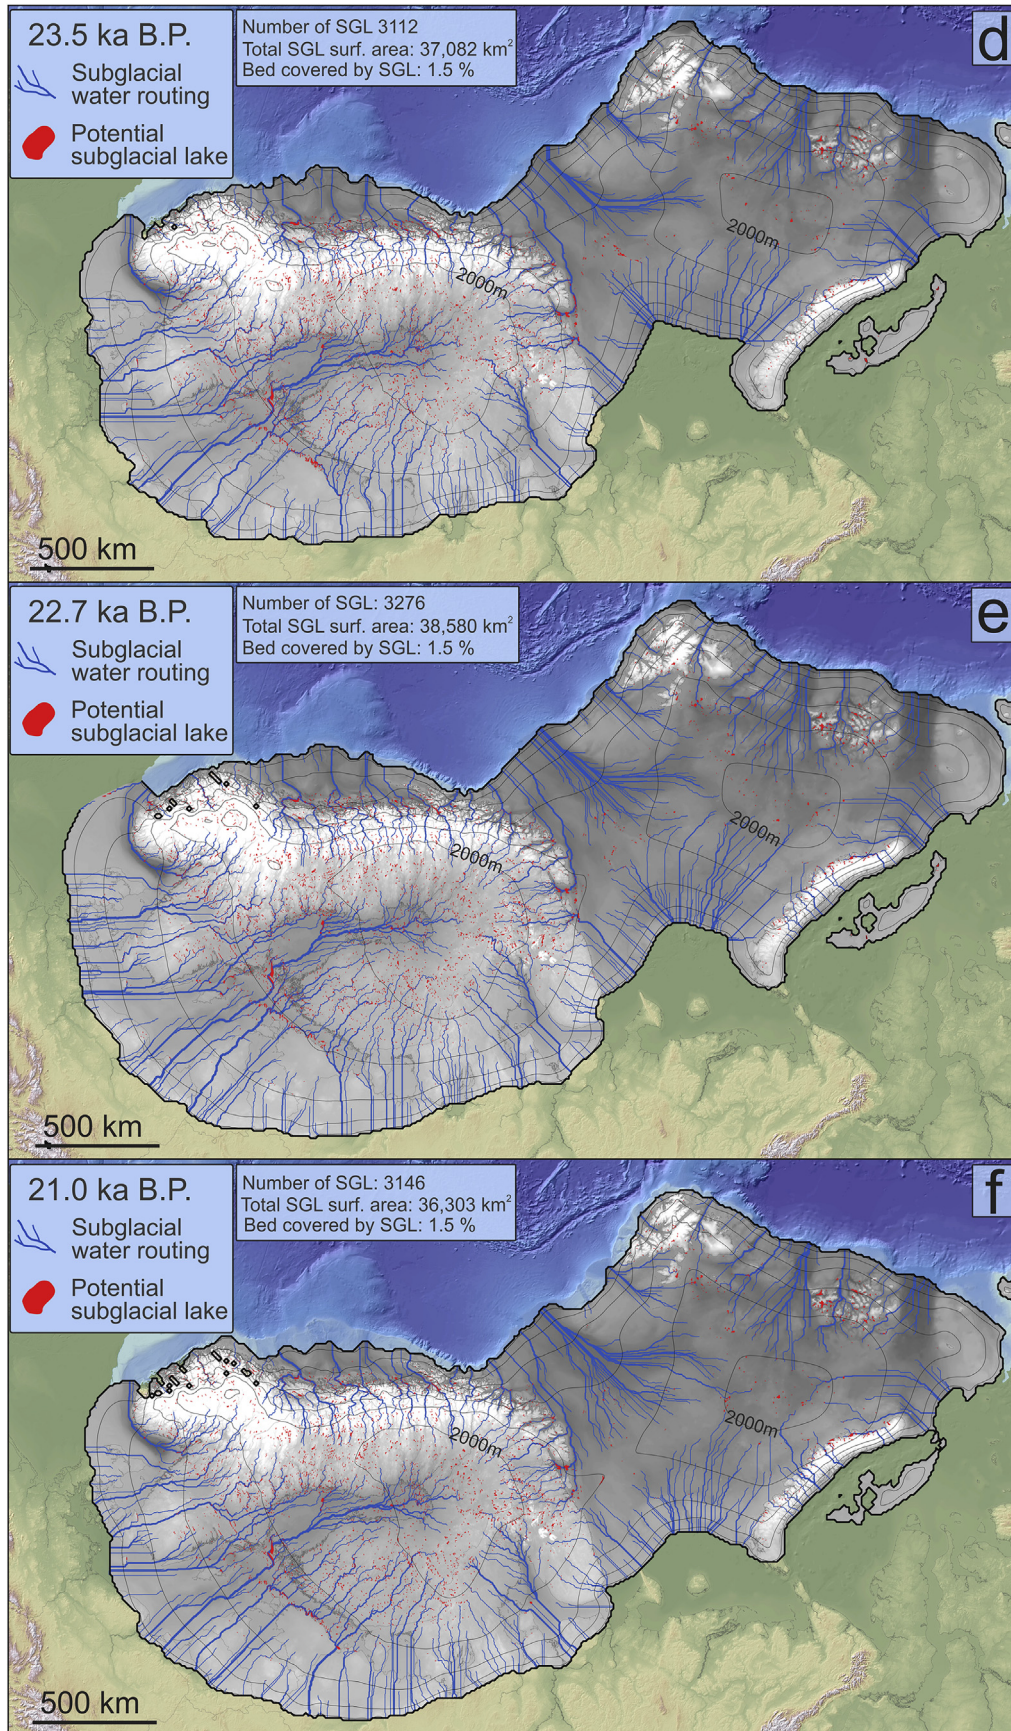 23.5 ka B.P.
Subglacial
water routing
Potential
subglacial lake
Number of SGL 3112
Total SGL surf. area: 37,082 km²
Bed covered by SGL: 1.5 %
d
2000m
2000m
500 km
22.7 ka B.P.
Subglacial
water routing
Potential
subglacial lake
Number of SGL: 3276
Total SGL surf. area: 38,580 km²
Bed covered by SGL: 1.5 %
e
2000m
2000m
500 km
21.0 ka B.P.
Subglacial
water routing
Potential
subglacial lake
Number of SGL: 3146
Total SGL surf. area: 36,303 km²
Bed covered by SGL: 1.5 %
f
2000m
2000m
500 km